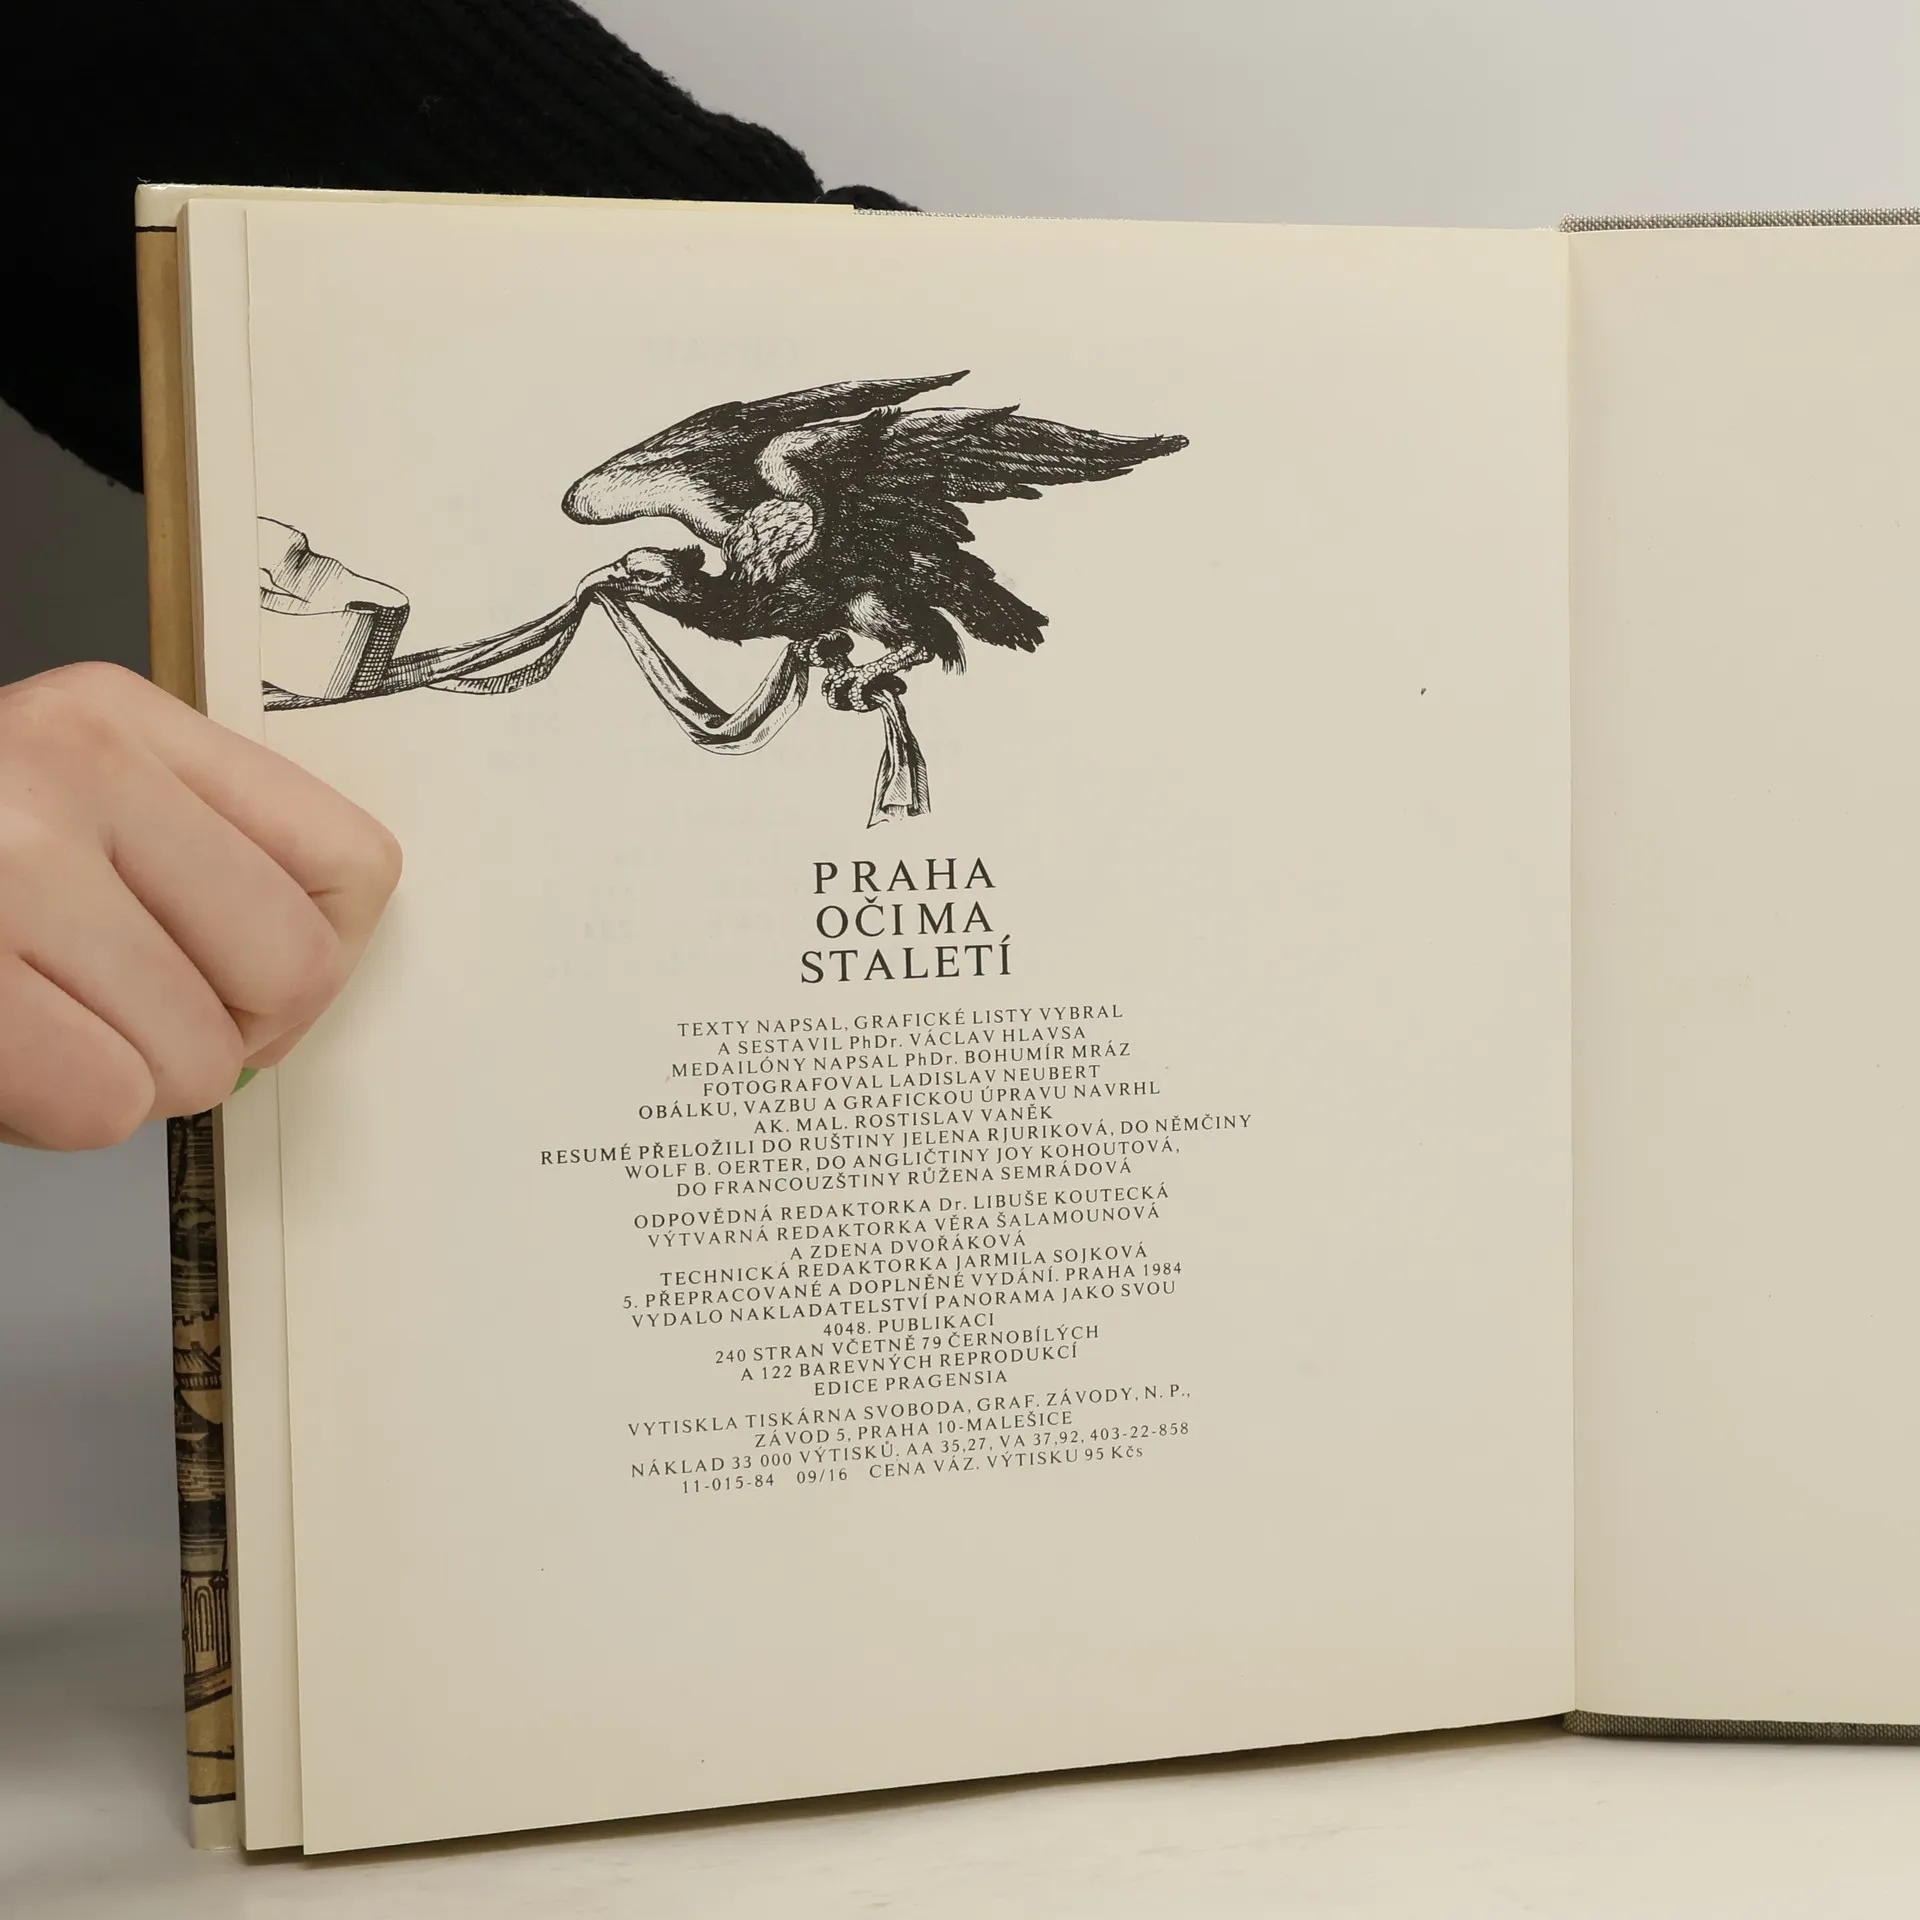 PRAHA
OČIMA
STALETÍ
TEXTY NAPSAL, GRAFICKÉ LISTY VYBRAL
A SESTAVIL PhDr. VÁCLAV HLAVSA
MEDAILÓNY NAPSAL PhDr. BOHUMÍR MRÁZ
FOTOGRAFOVAL LADISLAV NEUBERT
OBÁLKU, VAZBU A GRAFICKOU ÚPRAVU NAVRHL
AK. MAL. ROSTISLAV VANĚK
RESUMÉ PŘELOŽILI DO RUŠTINY JELENA RJURIKOVÁ, DO NĚMČINY
WOLF B. OERTER, DO ANGLIČTINY JOY KOHOUTOVÁ,
DO FRANCOUZŠTINY RŮŽENA SEMRÁDOVÁ
ODPOVĚDNÁ REDAKTORKA Dr. LIBUŠE KOUTECKÁ
VÝTVARNÁ REDAKTORKA VĚRA ŠALAMOUNOVÁ
A ZDENA DVOŘÁKOVÁ
TECHNICKÁ REDAKTORKA JARMILA SOJKOVÁ
5. PŘEPRACOVANÉ A DOPLNĚNÉ VYDÁNÍ. PRAHA 1984
VYDALO NAKLADATELSTVÍ PANORAMA JAKO SVOU
4048. PUBLIKACI
240 STRAN VČETNĚ 79 ČERNOBÍLÝCH
A 122 BAREVNÝCH REPRODUKCÍ
EDICE PRAGENSIA
VYTISKLA TISKÁRNA SVOBODA, GRAF. ZÁVODY, N. P.,
ZÁVOD 5, PRAHA 10-MALEŠICE
NÁKLAD 33 000 VÝTISKŮ. AA 35,27, VA 37,92, 403-22-858
11-015-84 09/16 CENA VÁZ. VÝTISKU 95 Kčs